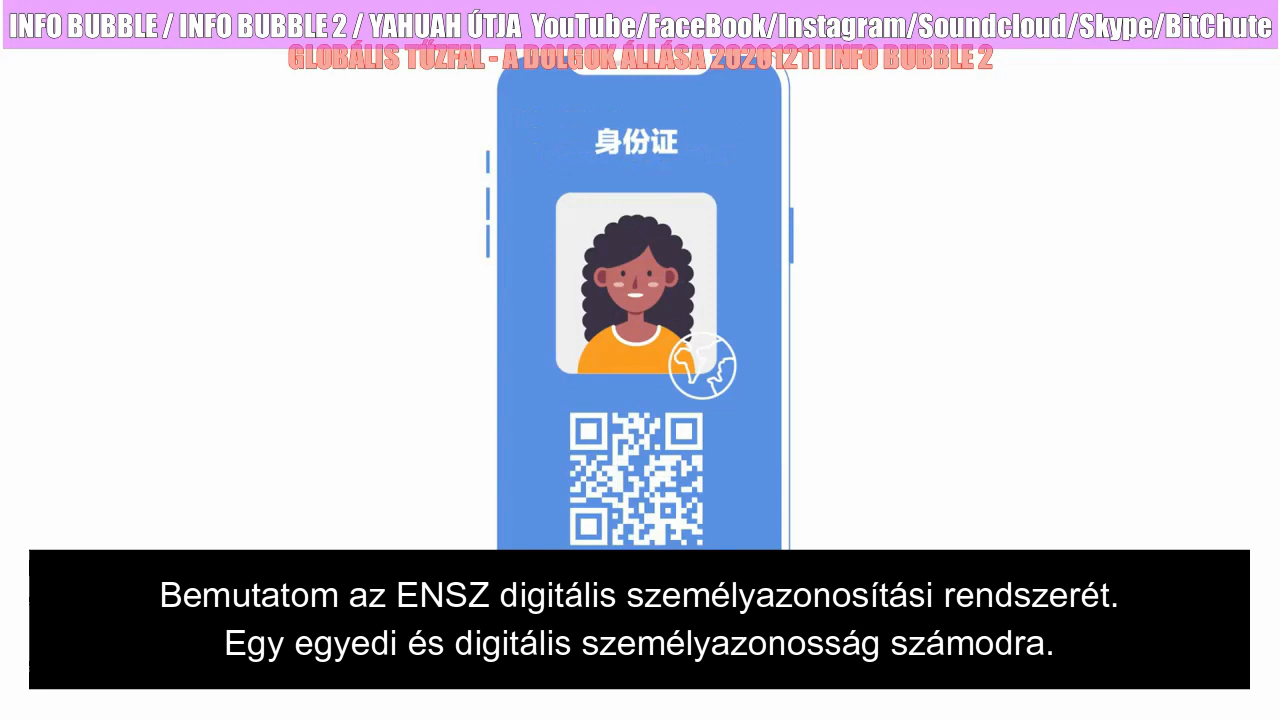 INFO BUBBLE / INFO BUBBLE 2 / YAHUAH ÚTJA YouTube/FaceBook/Instagram/Soundcloud/Skype/BitChute
GLOBÁLIS TŰZFAL - A DOLGOK ÁLLÁSA 20201211 INFO BUBBLE 2
身份证
Bemutatom az ENSZ digitális személyazonosítási rendszerét.
Egy egyedi és digitális személyazonosság számodra.